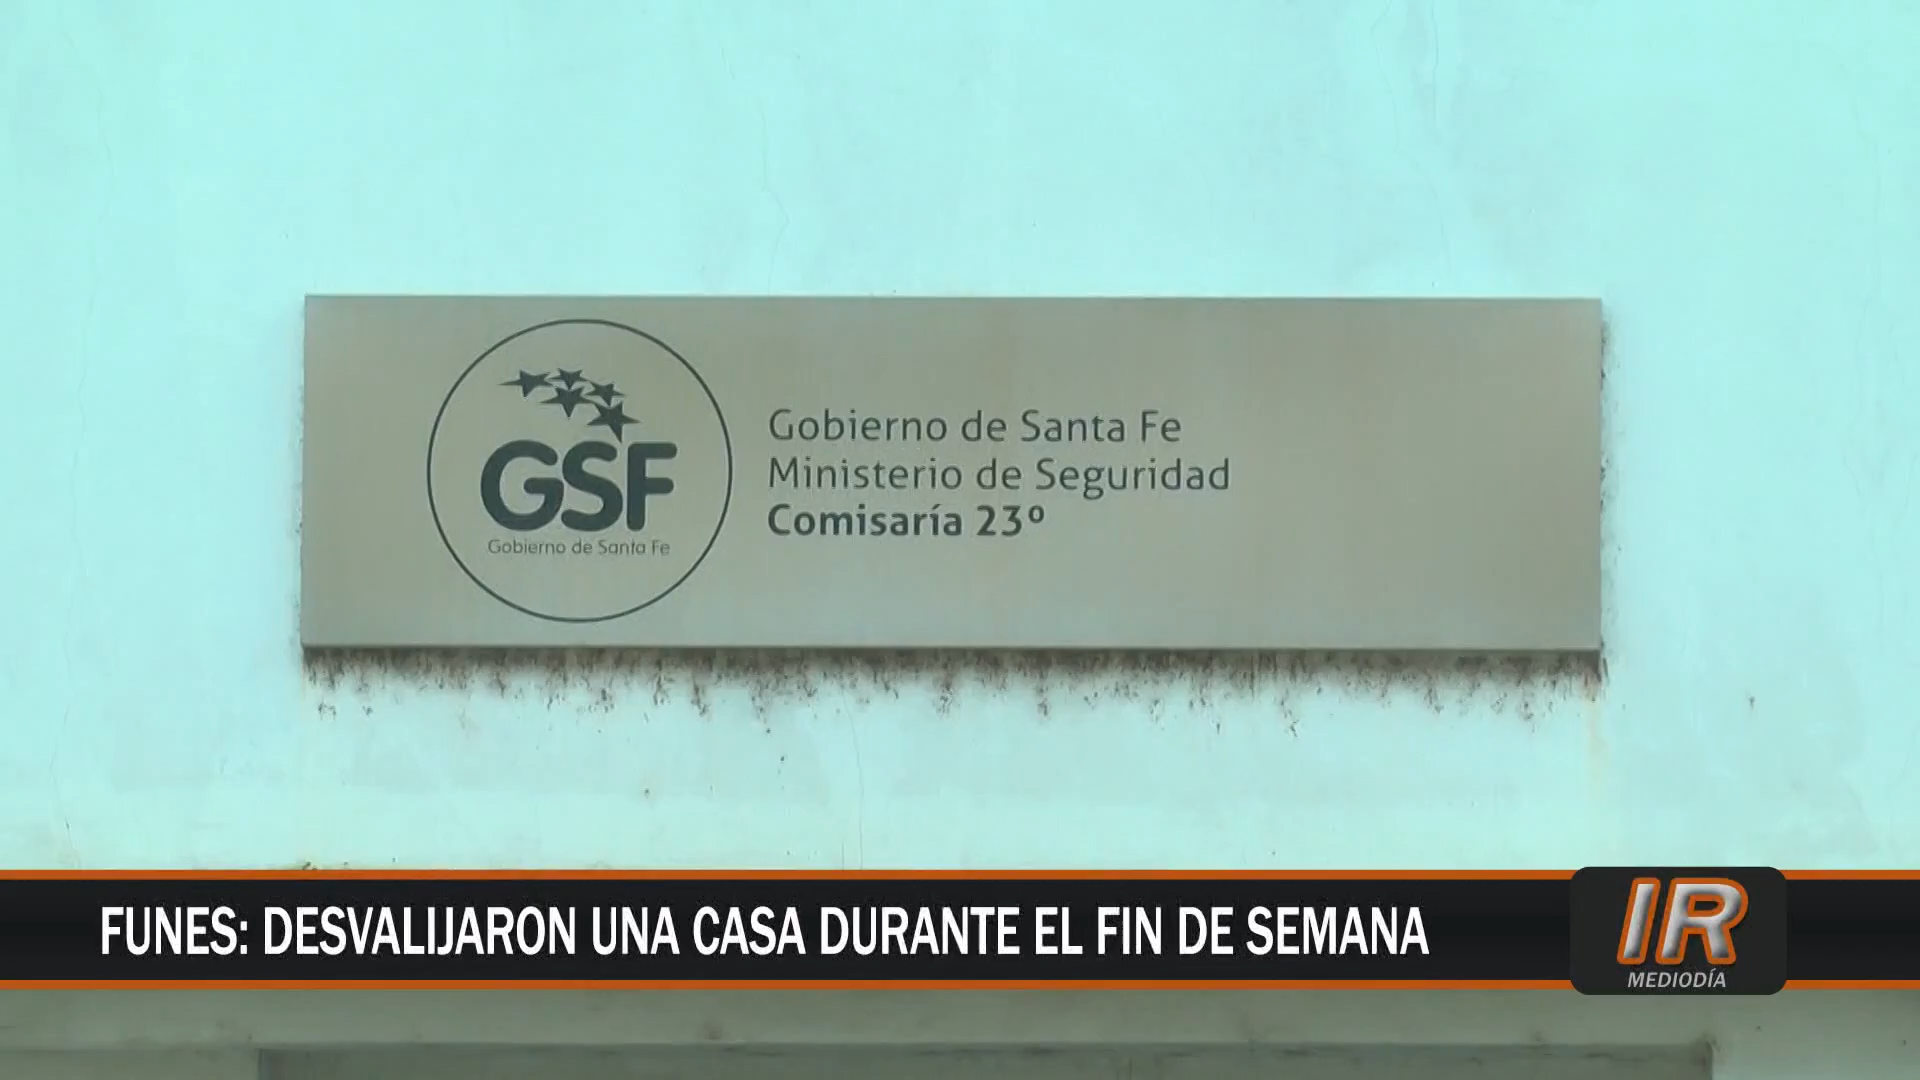 GSF
Gobierno de Santa Fe
Gobierno de Santa Fe
Ministerio de Seguridad
Comisaría 23º
FUNES: DESVALIJARON UNA CASA DURANTE EL FIN DE SEMANA
IR
MEDIODÍA